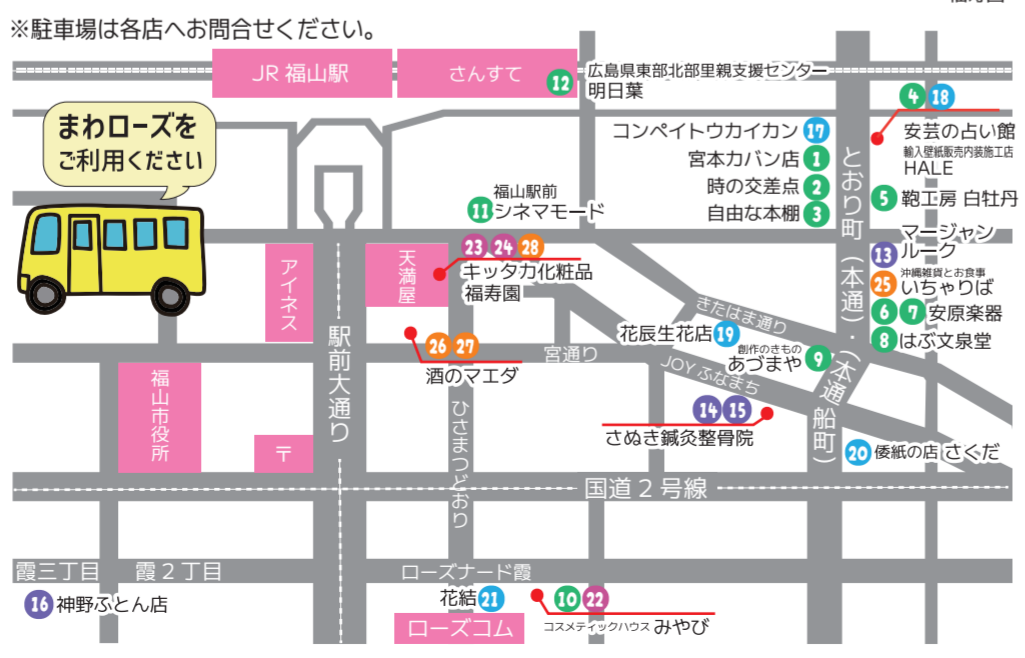 ※駐車場は各店へお問合せください。
JR 福山駅
さんすて
12
広島県東部北部里親支援センター
明日葉
まわローズを
ご利用ください
4 18
安芸の占い館
輸入壁紙販売内装施工店
HALE
コンペイトウカイカン 17
宮本カバン店 1
時の交差点 2
自由な本棚 3
とおり町(本通)・(本通船町)
5 鞄工房 白牡丹
福山駅前
11 シネマモード
13 マージャン
ルーク
25 沖縄雑貨とお食事
いちゃりば
6 7 安原楽器
8 はぶ文泉堂
アイネス
天満屋
23 24 28
キッタカ化粧品
福寿園
駅前大通り
26 27
酒のマエダ
宮通り
きたはま通り
花辰生花店 19
創作のきもの
あづまや 9
JOYふなまち
14 15
さぬき鍼灸整骨院
20 倭紙の店 さくだ
福山市役所
〒
ひさまつどおり
国道2号線
霞三丁目
霞2丁目
ローズナード霞
16 神野ふとん店
花結 21
ローズコム
10 22
コスメティックハウス みやび